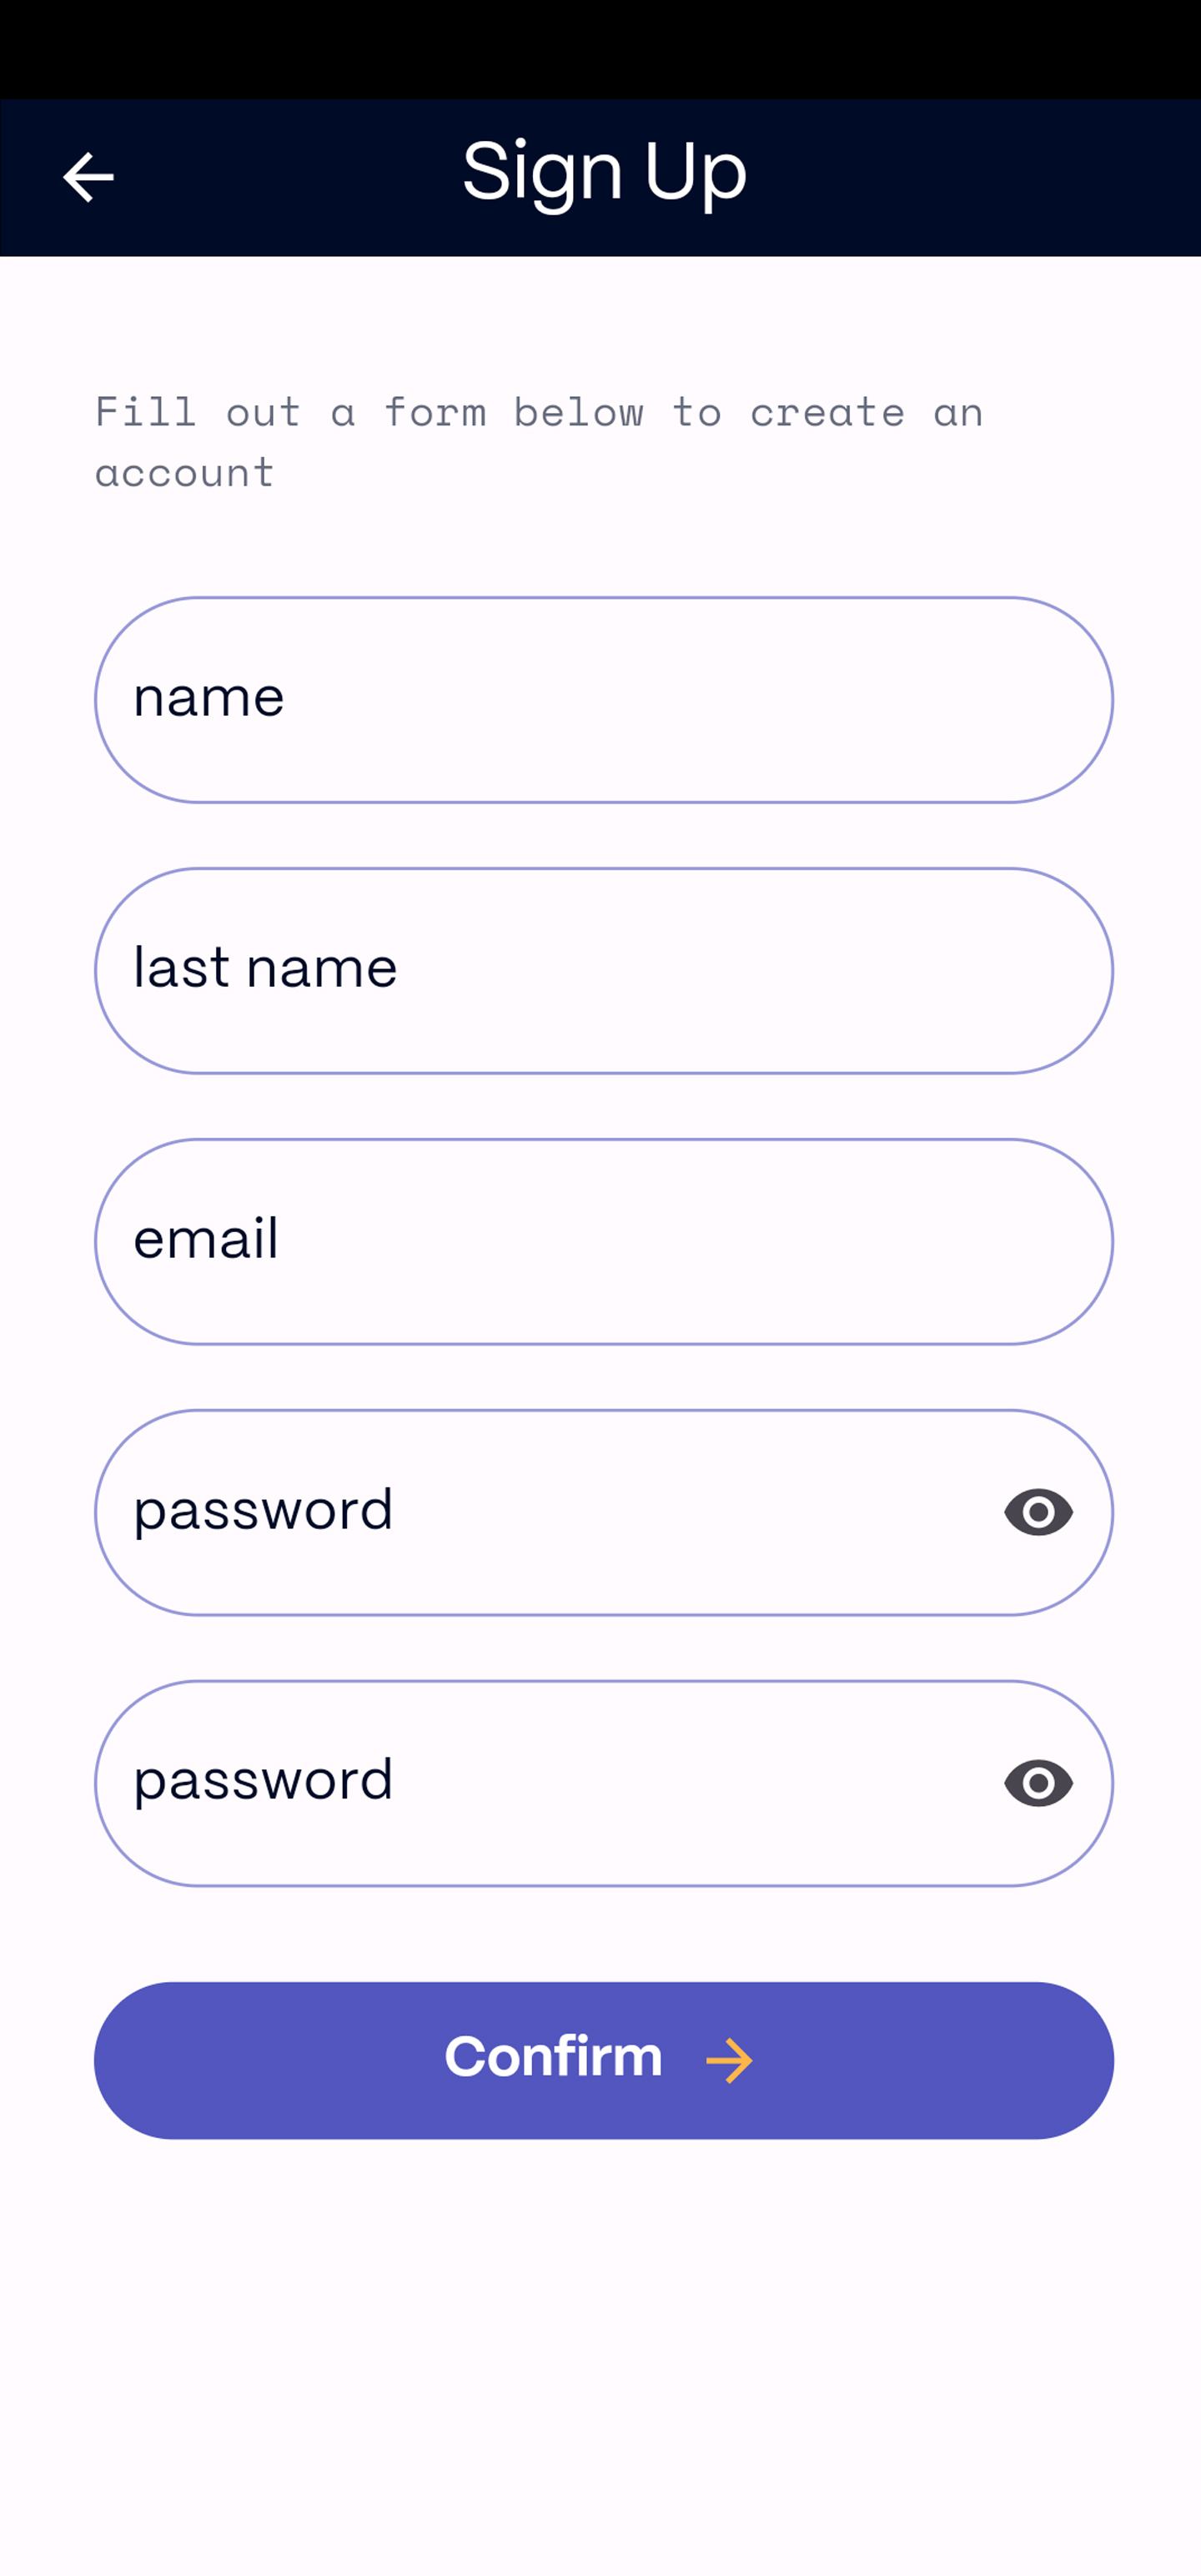 Sign Up
Fill out a form below to create an
account
name
last name
email
password
password
Confirm